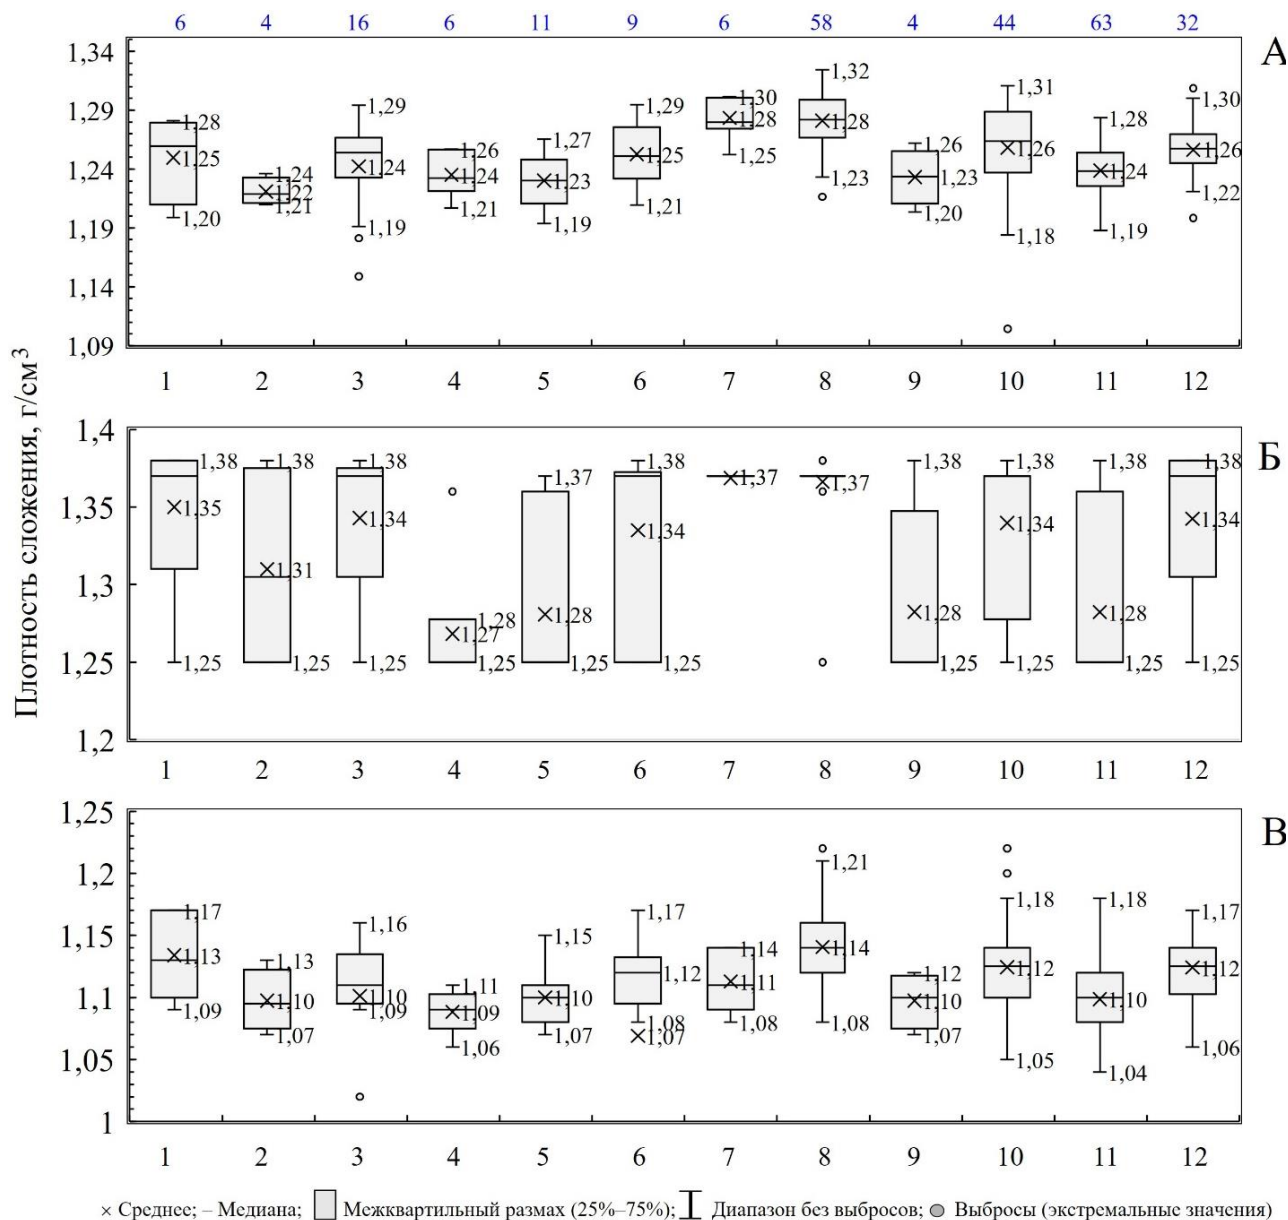 6 4 16 6 11 9 6 58 4 44 63 32
А
Плотность сложения, г/см³
1,34
1,29
1,24
1,19
1,14
1,09
1,28 1,25 1,20
1,24 1,22 1,21
1,29 1,24 1,19
1,26 1,24 1,21
1,27 1,23 1,19
1,29 1,25 1,21
1,30 1,28 1,25
1,32 1,28 1,23
1,26 1,23 1,20
1,31 1,26 1,18
1,28 1,24 1,19
1,30 1,26 1,22
1 2 3 4 5 6 7 8 9 10 11 12
Б
1,4
1,35
1,3
1,25
1,2
1,38 1,35 1,25
1,38 1,31 1,25
1,38 1,34 1,25
1,28 1,27 1,25
1,37 1,28 1,25
1,38 1,34 1,25
1,37
1,37
1,38 1,28 1,25
1,38 1,34 1,25
1,38 1,28 1,25
1,38 1,34 1,25
1 2 3 4 5 6 7 8 9 10 11 12
В
1,25
1,2
1,15
1,1
1,05
1
1,17 1,13 1,09
1,13 1,10 1,07
1,16 1,10 1,09
1,11 1,09 1,06
1,15 1,10 1,07
1,17 1,12 1,08 1,07
1,14 1,11 1,08
1,21 1,14 1,08
1,12 1,10 1,07
1,18 1,12 1,05
1,18 1,10 1,04
1,17 1,12 1,06
1 2 3 4 5 6 7 8 9 10 11 12
× Среднее; – Медиана; Межквартильный размах (25%–75%); Диапазон без выбросов; Выбросы (экстремальные значения)